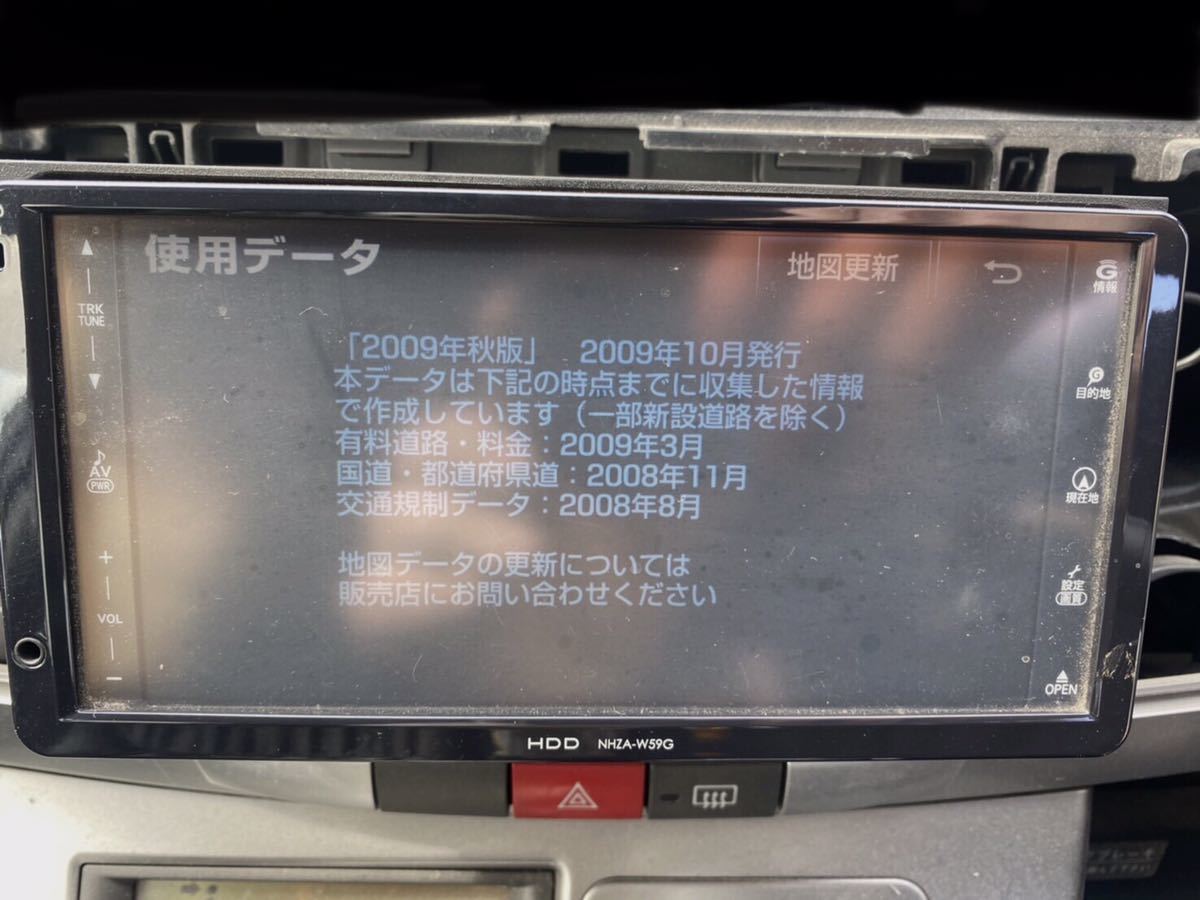 使用データ
地図更新
「2009年秋版」 2009年10月発行
本データは下記の時点までに収集した情報
で作成しています（一部新設道路を除く）
有料道路・料金：2009年3月
国道・都道府県道：2008年11月
交通規制データ：2008年8月
地図データの更新については
販売店にお問い合わせください
TRK
TUNE
AV
PWR
+
VOL
−
G
情報
G
目的地
現在地
設定
画質
OPEN
HDD NHZA-W59G